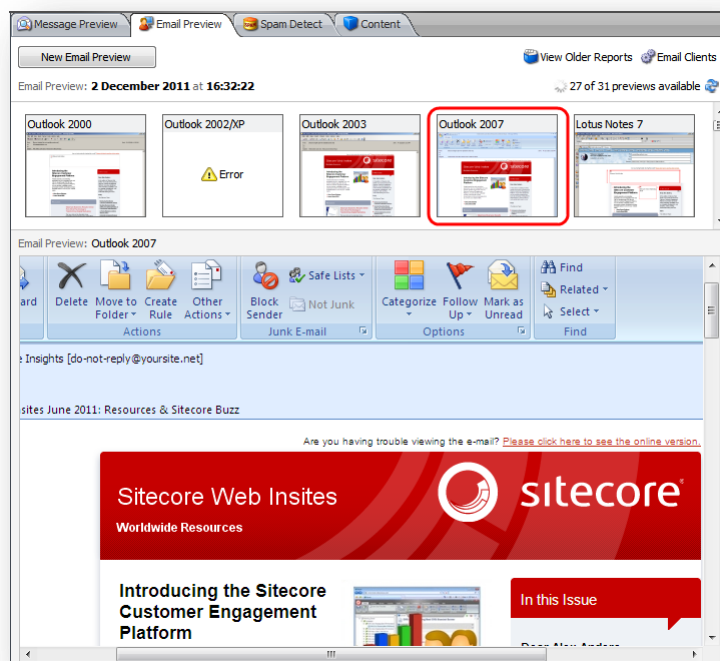 Message Preview Email Preview Spam Detect Content
New Email Preview View Older Reports Email Clients
Email Preview: 2 December 2011 at 16:32:22 27 of 31 previews available
Outlook 2000 Outlook 2002/XP Outlook 2003 Outlook 2007 Lotus Notes 7
Error
Email Preview: Outlook 2007
ard Delete Move to Folder Create Rule Other Actions Block Sender Safe Lists Not Junk Categorize Follow Up Mark as Unread Find Related Select
Actions Junk E-mail Options Find
e Insights [do-not-reply@yoursite.net]
sites June 2011: Resources & Sitecore Buzz
Are you having trouble viewing the e-mail? Please click here to see the online version.
Sitecore Web Insites sitecore
Worldwide Resources
Introducing the Sitecore
Customer Engagement
Platform
In this Issue